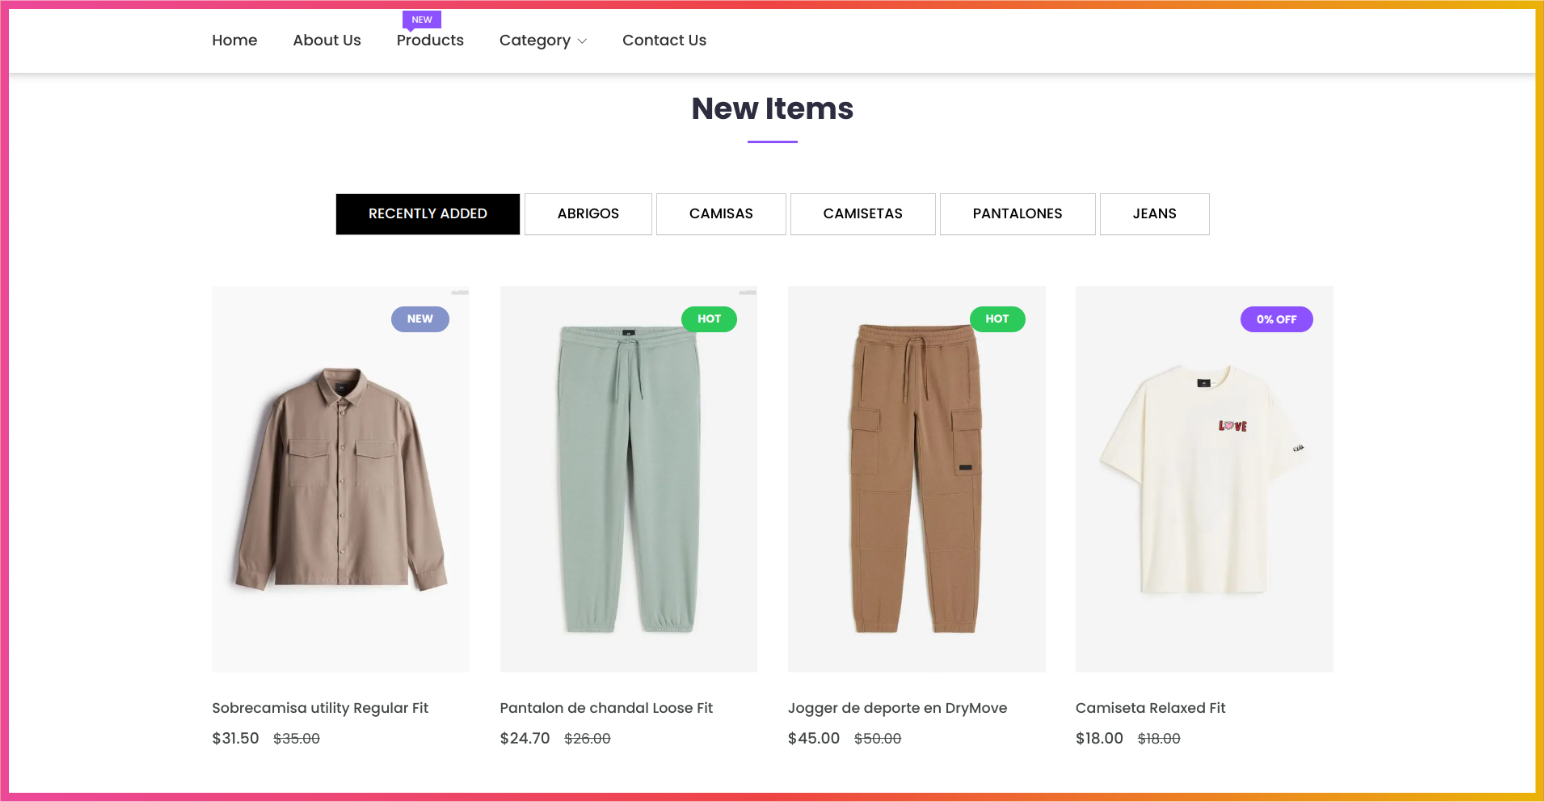 NEW
Home About Us Products Category Contact Us
New Items
RECENTLY ADDED ABRIGOS CAMISAS CAMISETAS PANTALONES JEANS
NEW HOT HOT 0% OFF
LOVE
Sobrecamisa utility Regular Fit Pantalon de chandal Loose Fit Jogger de deporte en DryMove Camiseta Relaxed Fit
$31.50 $35.00 $24.70 $26.00 $45.00 $50.00 $18.00 $18.00